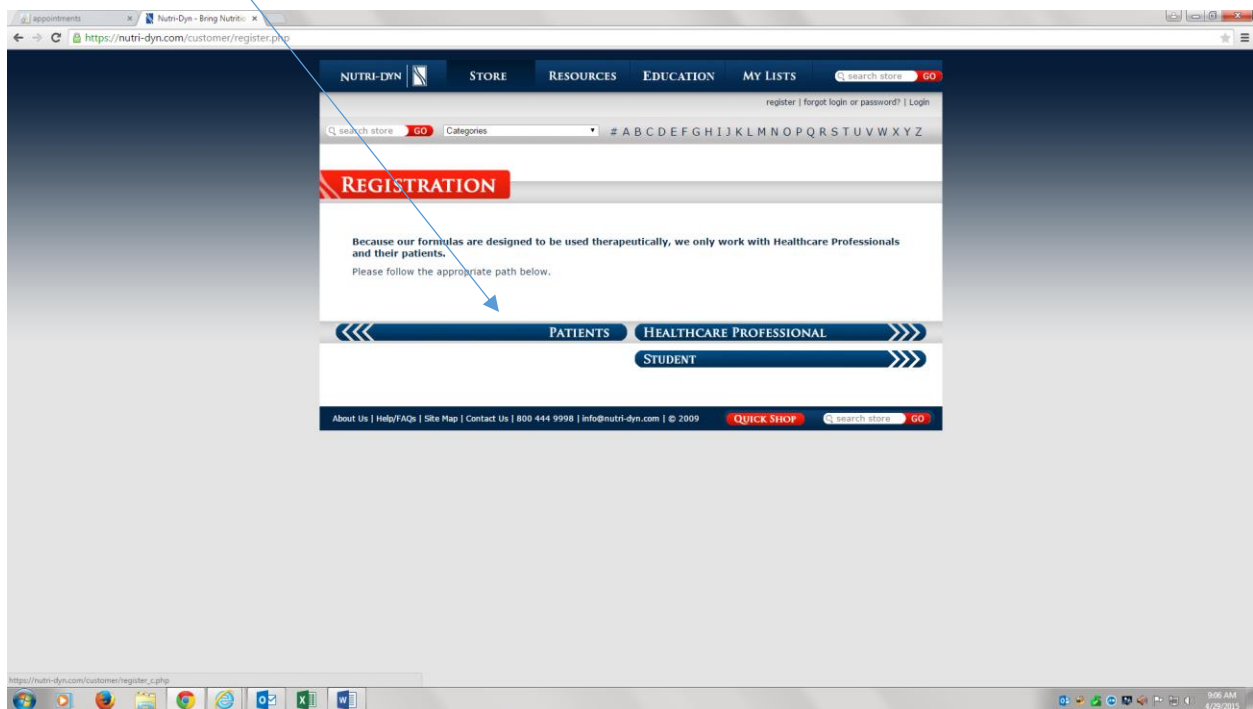 appointments
Nutri-Dyn - Bring Nutritio
https://nutri-dyn.com/customer/register.php
NUTRI-DYN STORE RESOURCES EDUCATION MY LISTS search store GO
register | forgot login or password? | Login
search store GO Categories # A B C D E F G H I J K L M N O P Q R S T U V W X Y Z
REGISTRATION
Because our formulas are designed to be used therapeutically, we only work with Healthcare Professionals
and their patients.
Please follow the appropriate path below.
PATIENTS HEALTHCARE PROFESSIONAL
STUDENT
About Us | Help/FAQs | Site Map | Contact Us | 800 444 9998 | info@nutri-dyn.com | © 2009 QUICK SHOP search store GO
https://nutri-dyn.com/customer/register_c.php
9:06 AM
4/29/2015